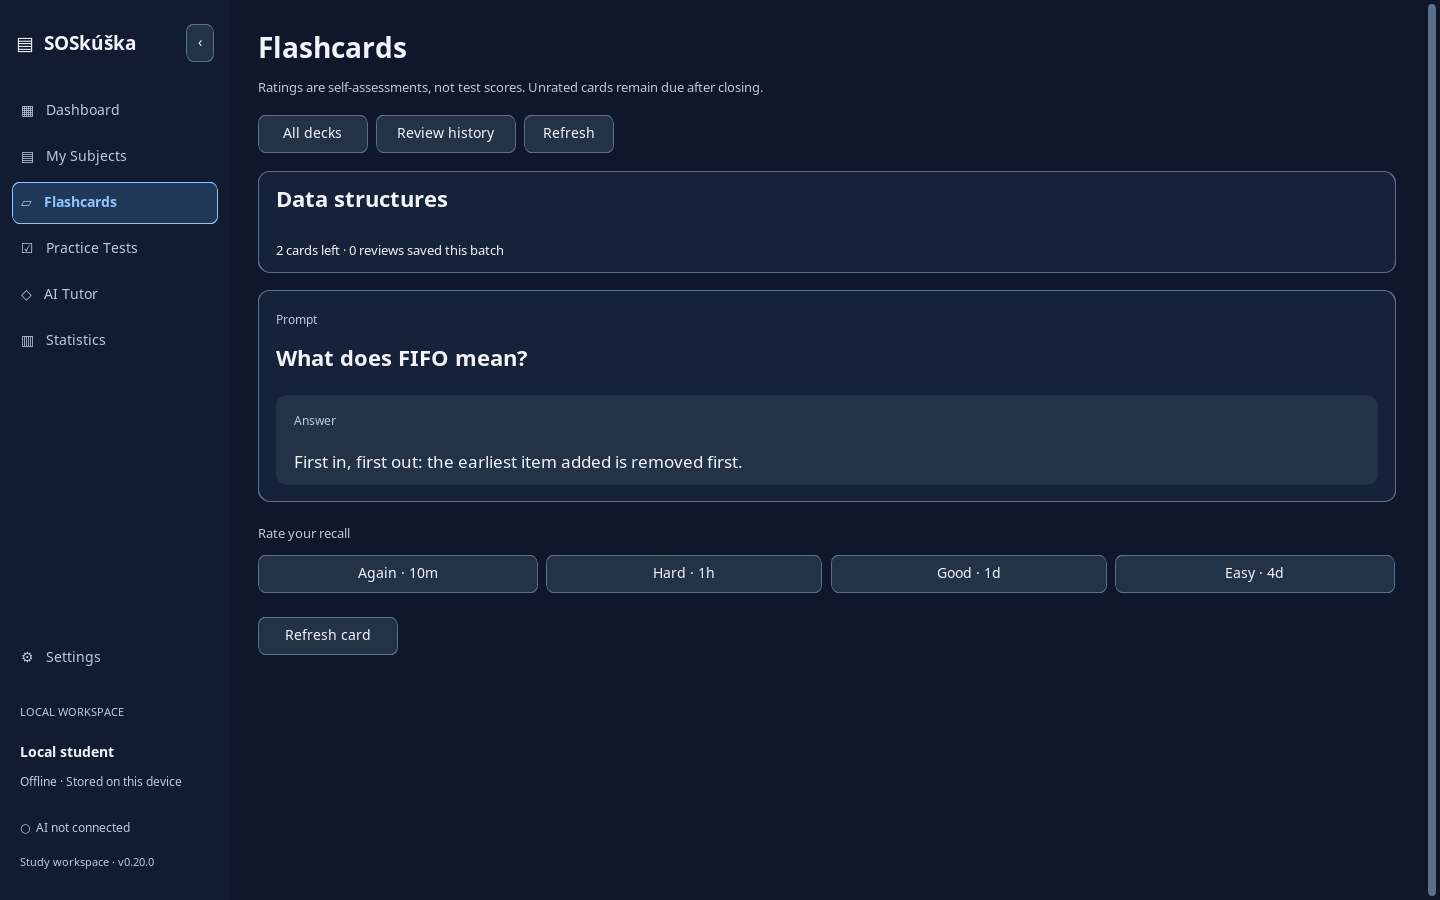 SOSkúška
Dashboard
My Subjects
Flashcards
Practice Tests
AI Tutor
Statistics
Settings
LOCAL WORKSPACE
Local student
Offline · Stored on this device
AI not connected
Study workspace · v0.20.0
Flashcards
Ratings are self-assessments, not test scores. Unrated cards remain due after closing.
All decks Review history Refresh
Data structures
2 cards left · 0 reviews saved this batch
Prompt
What does FIFO mean?
Answer
First in, first out: the earliest item added is removed first.
Rate your recall
Again · 10m Hard · 1h Good · 1d Easy · 4d
Refresh card